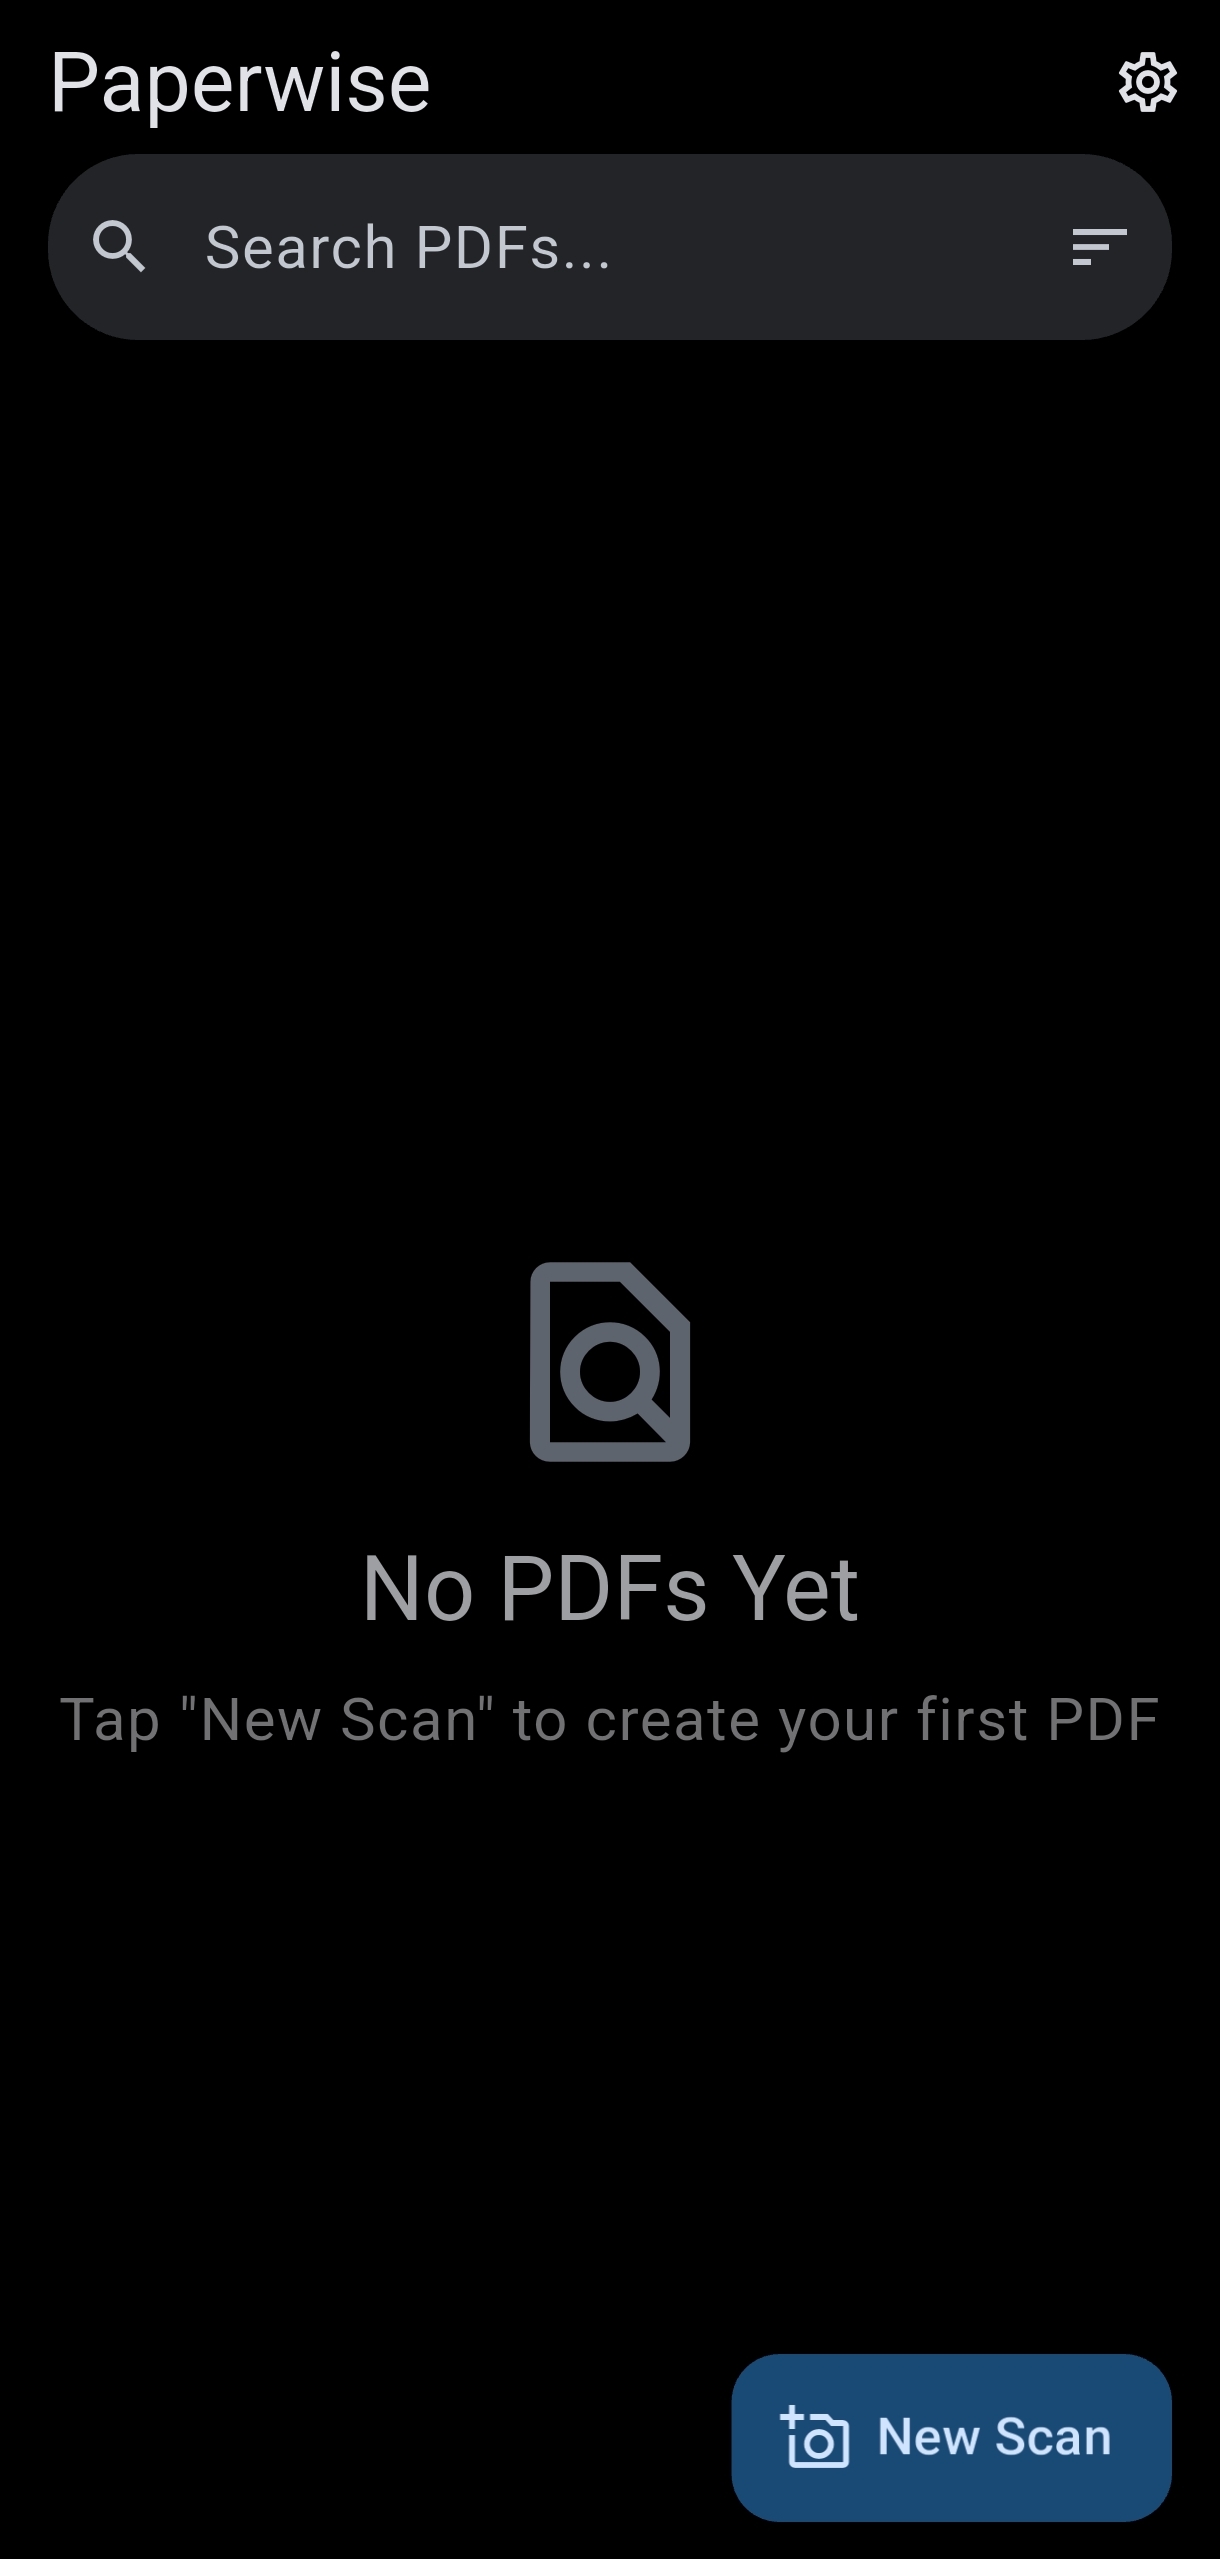 Paperwise
Search PDFs...
No PDFs Yet
Tap "New Scan" to create your first PDF
New Scan